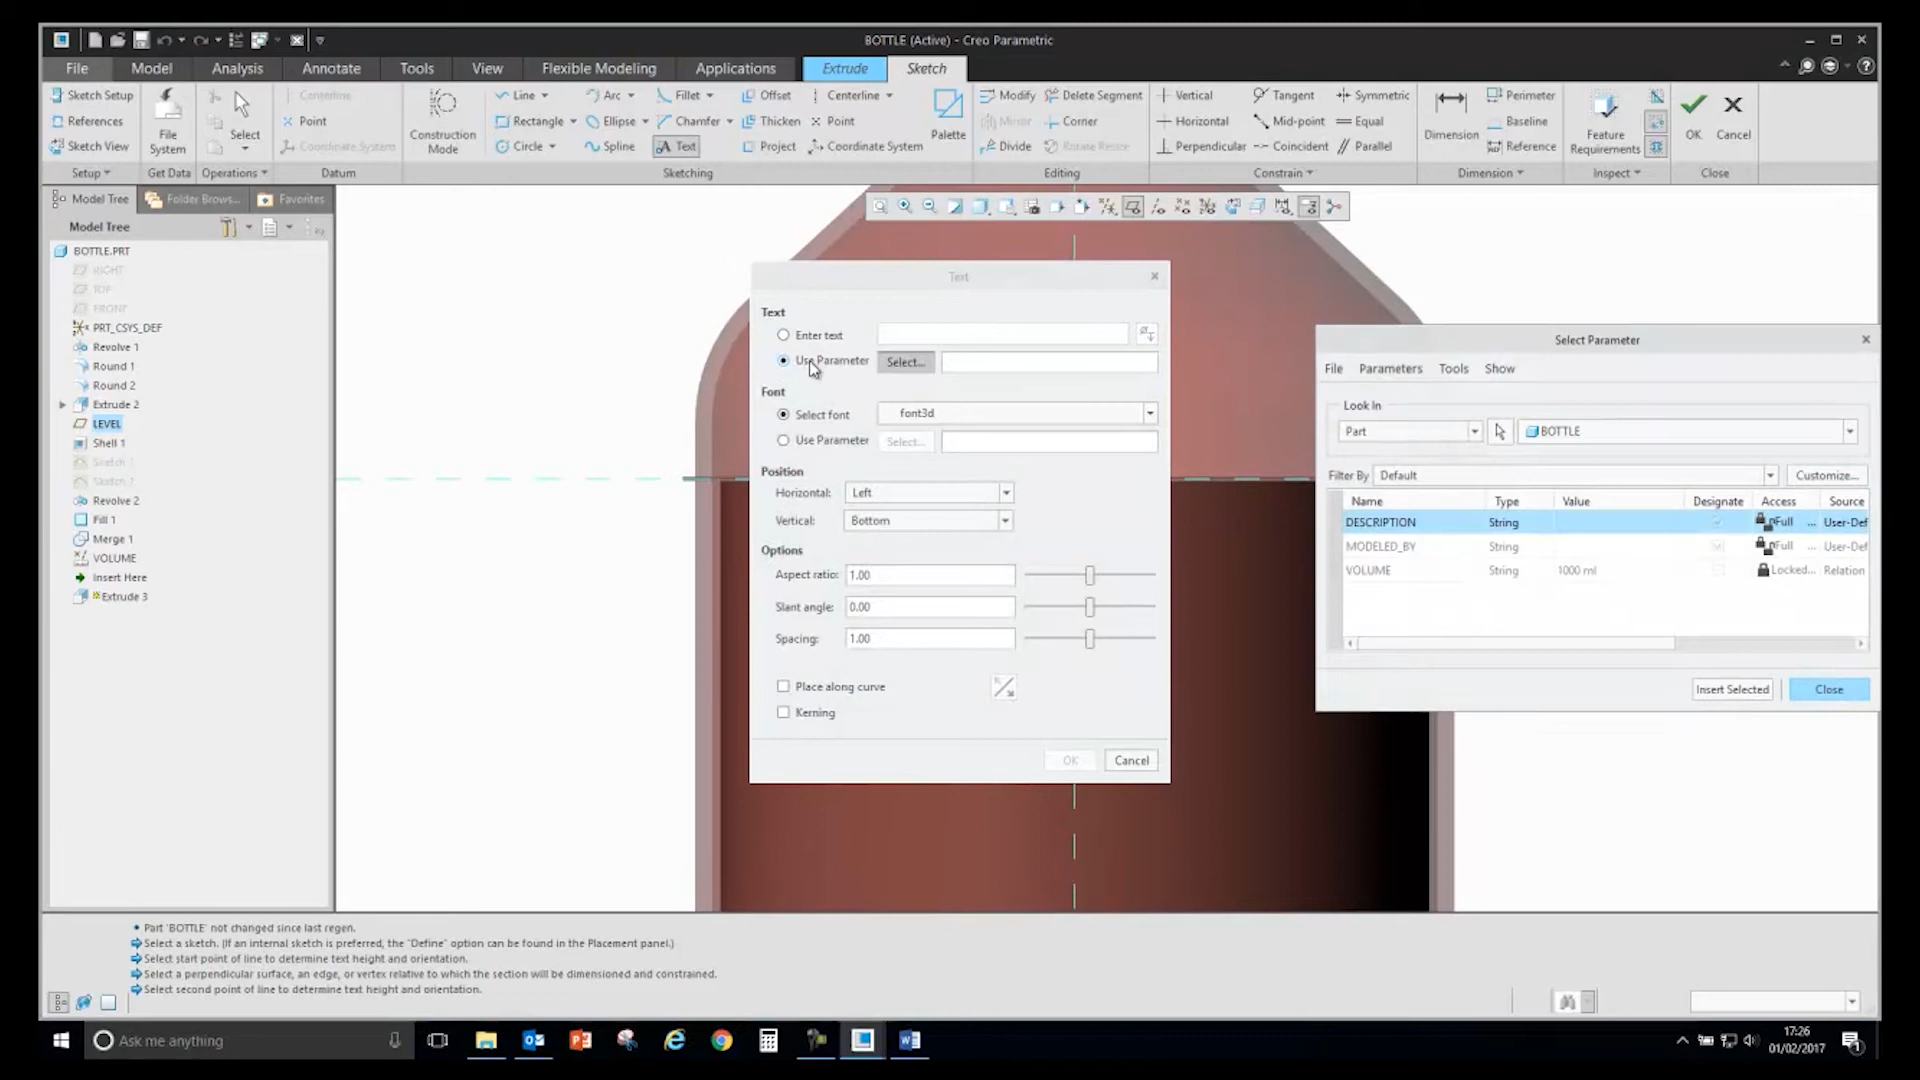 BOTTLE (Active) - Creo Parametric
File Model Analysis Annotate Tools View Flexible Modeling Applications Extrude Sketch
Sketch Setup
References
Sketch View
Setup
File System
Get Data
Select
Operations
Centerline
Point
Coordinate System
Datum
Construction Mode
Line Arc Fillet Offset Centerline
Rectangle Ellipse Chamfer Thicken Point
Circle Spline Text Project Coordinate System
Palette
Sketching
Modify Delete Segment
Mirror Corner
Divide Rotate Resize
Editing
Vertical Tangent Symmetric
Horizontal Mid-point Equal
Perpendicular Coincident Parallel
Constrain
Dimension
Perimeter
Baseline
Reference
Dimension
Feature Requirements
Inspect
OK Cancel
Close
Model Tree Folder Brows... Favorites
Model Tree
BOTTLE.PRT
RIGHT
TOP
FRONT
PRT_CSYS_DEF
Revolve 1
Round 1
Round 2
Extrude 2
LEVEL
Shell 1
Sketch 1
Revolve 2
Fill 1
Merge 1
VOLUME
Insert Here
Extrude 3
Text
Text
Enter text
Use Parameter Select...
Font
Select font font3d
Use Parameter Select...
Position
Horizontal: Left
Vertical: Bottom
Options
Aspect ratio: 1.00
Slant angle: 0.00
Spacing: 1.00
Place along curve
Kerning
OK Cancel
Select Parameter
File Parameters Tools Show
Look In
Part BOTTLE
Filter By Default Customize...
Name Type Value Designate Access Source
DESCRIPTION String Full ... User-Def
MODELED_BY String Full ... User-Def
VOLUME String 1000 ml Locked... Relation
Insert Selected Close
Part 'BOTTLE' not changed since last regen.
Select a sketch. (If an internal sketch is preferred, the "Define" option can be found in the Placement panel.)
Select start point of line to determine text height and orientation.
Select a perpendicular surface, an edge, or vertex relative to which the section will be dimensioned and constrained.
Select second point of line to determine text height and orientation.
Ask me anything
17:26
01/02/2017